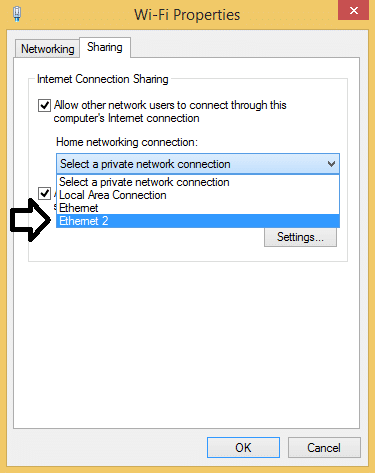 Wi-Fi Properties
Networking
Sharing
Internet Connection Sharing
Allow other network users to connect through this
computer's Internet connection
Home networking connection:
Select a private network connection
Select a private network connection
Local Area Connection
Ethernet
Ethernet 2
Settings...
OK
Cancel